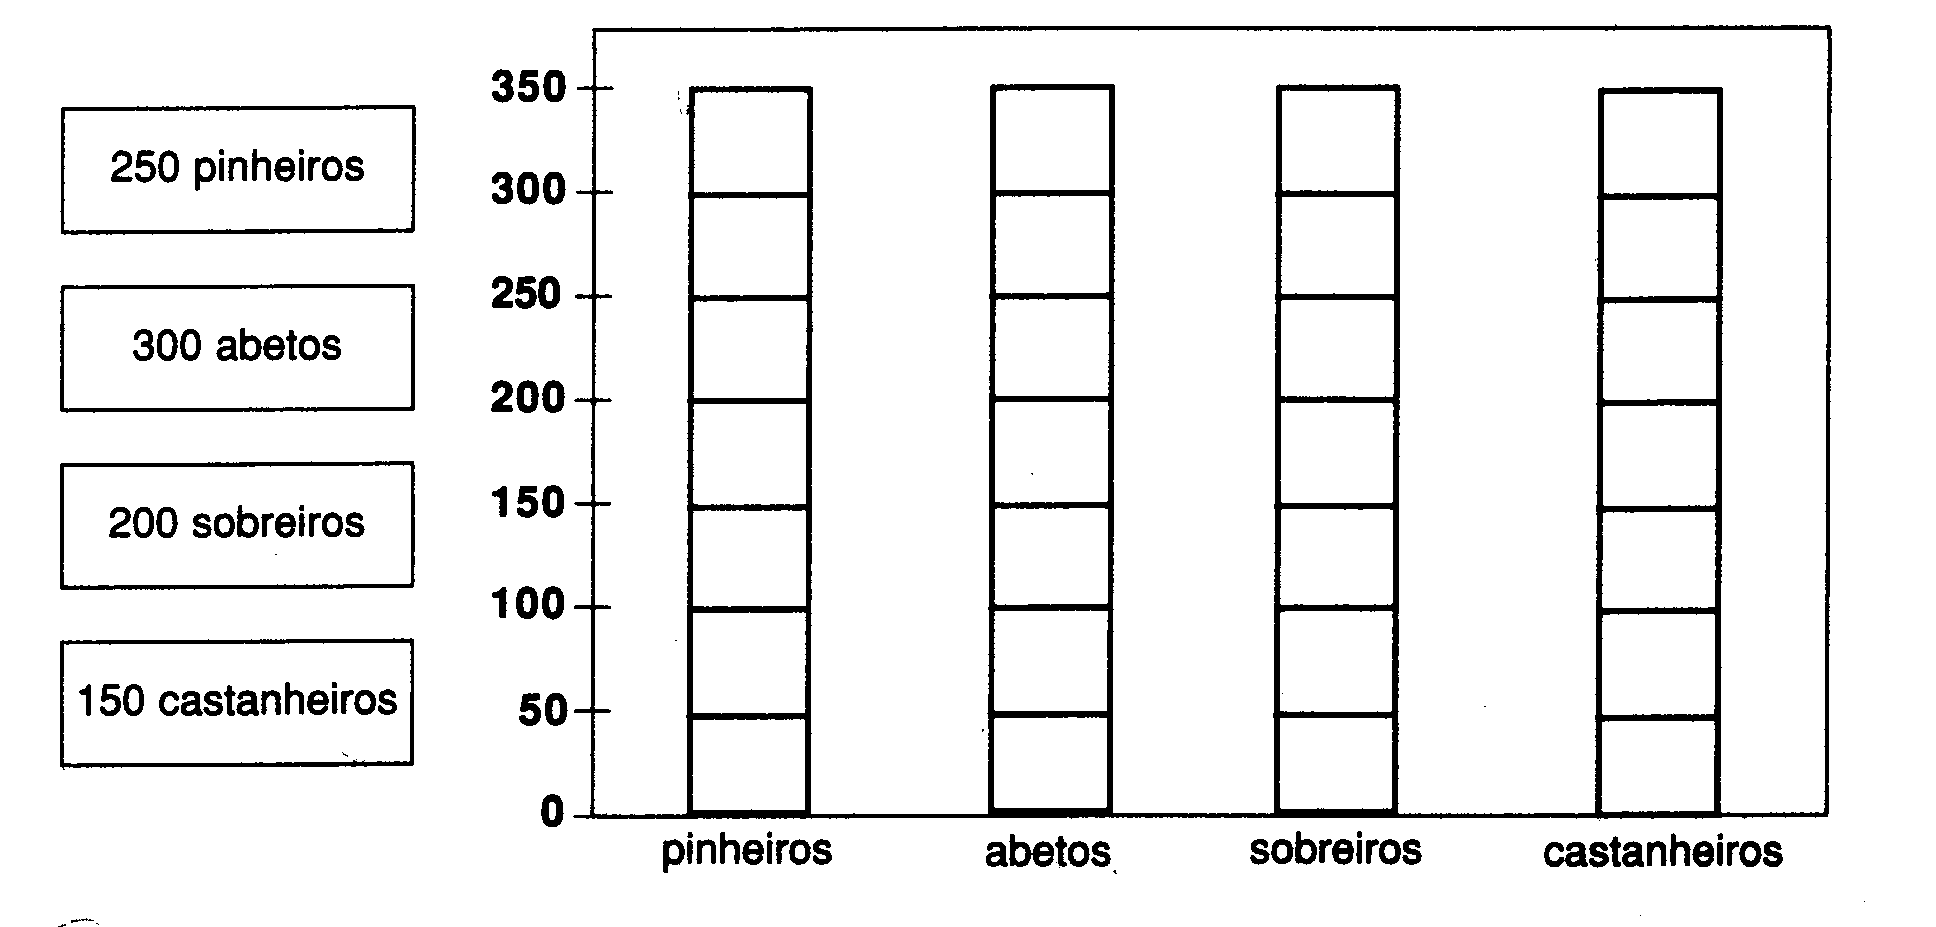 250 pinheiros
300 abetos
200 sobreiros
150 castanheiros
350
300
250
200
150
100
50
0
pinheiros abetos sobreiros castanheiros